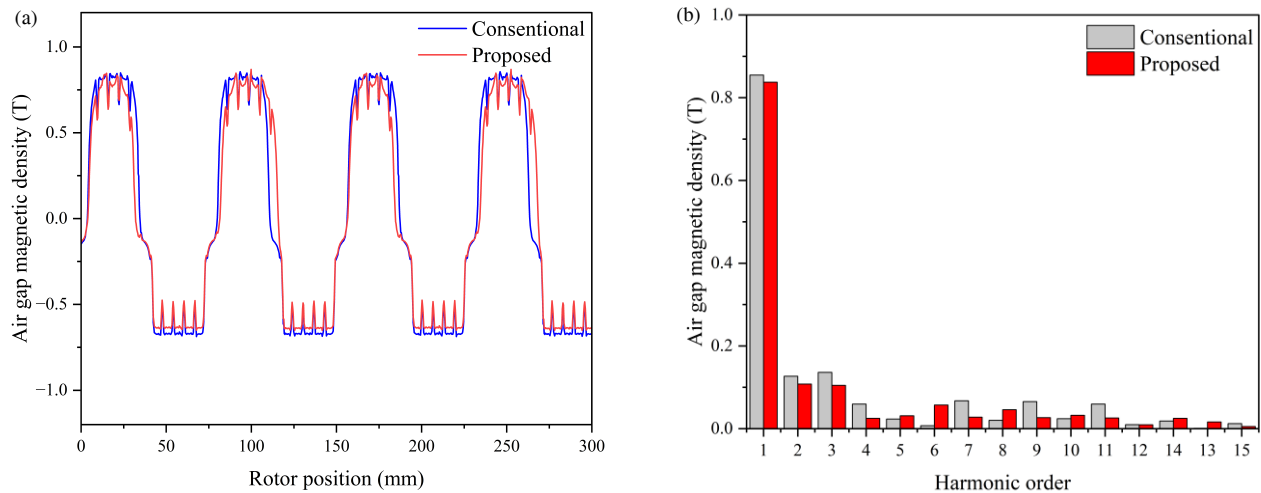 (a)
Consentional
Proposed
Air gap magnetic density (T)
1.0
0.5
0.0
−0.5
−1.0
0 50 100 150 200 250 300
Rotor position (mm)
(b)
Consentional
Proposed
Air gap magnetic density (T)
1.0
0.8
0.6
0.4
0.2
0.0
1 2 3 4 5 6 7 8 9 10 11 12 14 13 15
Harmonic order